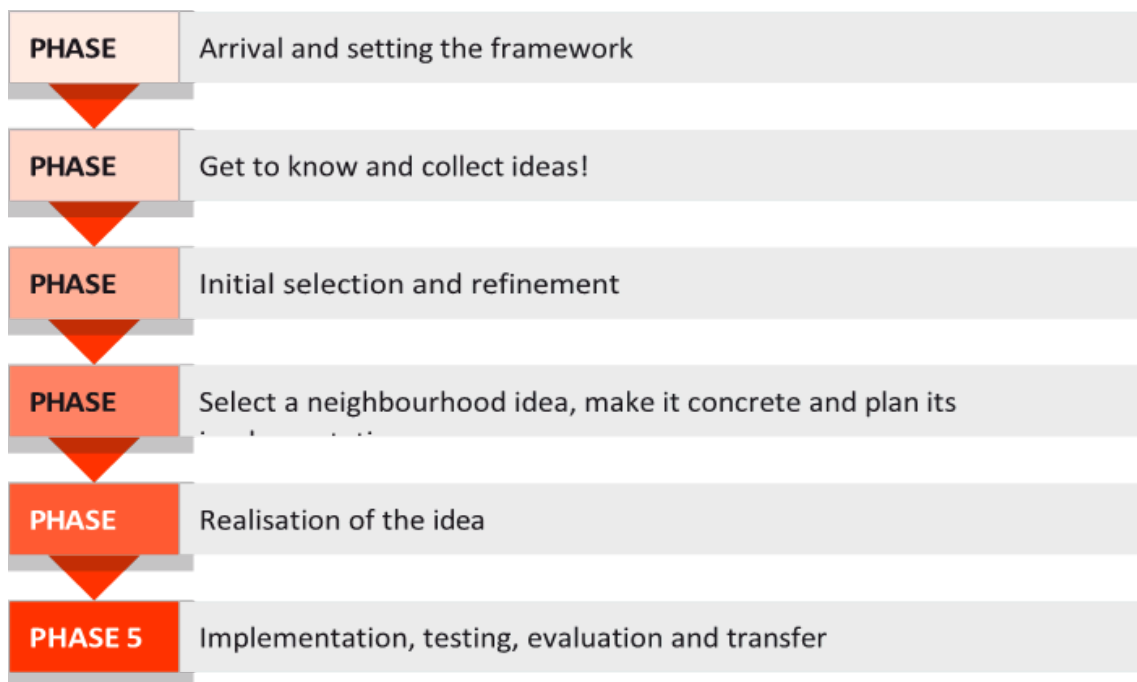 PHASE
Arrival and setting the framework
PHASE
Get to know and collect ideas!
PHASE
Initial selection and refinement
PHASE
Select a neighbourhood idea, make it concrete and plan its
PHASE
Realisation of the idea
PHASE 5
Implementation, testing, evaluation and transfer